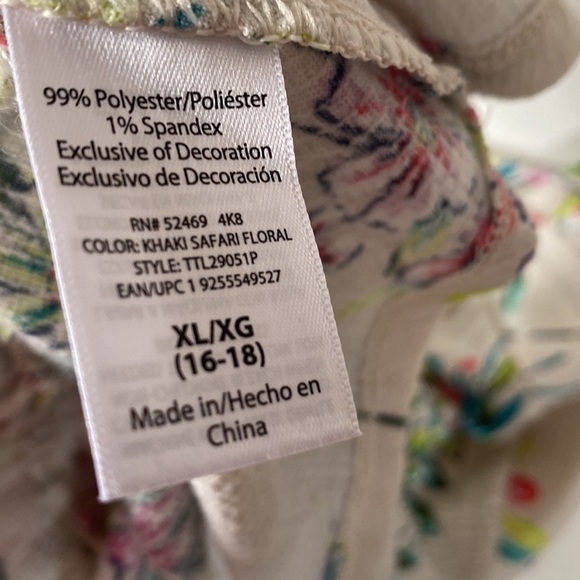 99% Polyester/Poliéster
1% Spandex
Exclusive of Decoration
Exclusivo de Decoración
RN# 52469 4K8
COLOR: KHAKI SAFARI FLORAL
STYLE: TTL29051P
EAN/UPC 1 9255549527
XL/XG
(16-18)
Made in/Hecho en
China